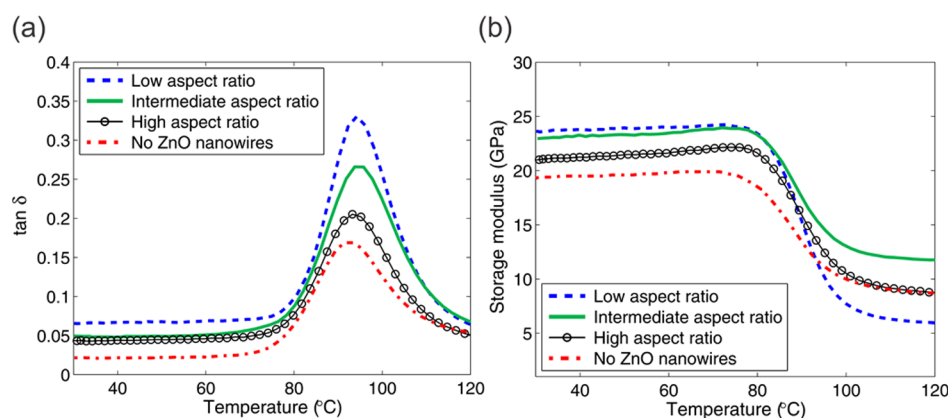 (a)
tan δ
0.4
0.35
0.3
0.25
0.2
0.15
0.1
0.05
0
Low aspect ratio
Intermediate aspect ratio
High aspect ratio
No ZnO nanowires
40 60 80 100 120
Temperature (°C)
(b)
Storage modulus (GPa)
30
25
20
15
10
5
Low aspect ratio
Intermediate aspect ratio
High aspect ratio
No ZnO nanowires
40 60 80 100 120
Temperature (°C)